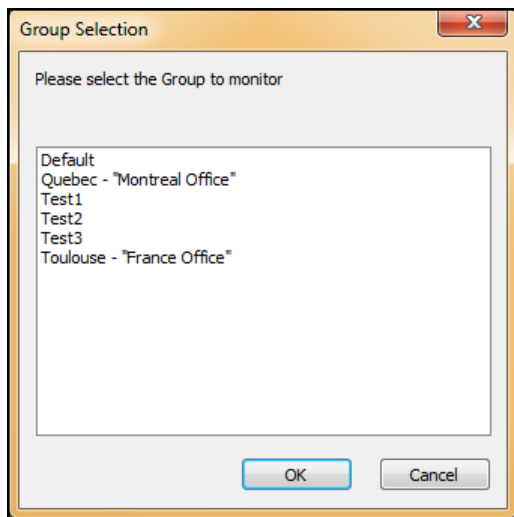 Group Selection
Please select the Group to monitor
Default
Quebec - "Montreal Office"
Test1
Test2
Test3
Toulouse - "France Office"
OK
Cancel